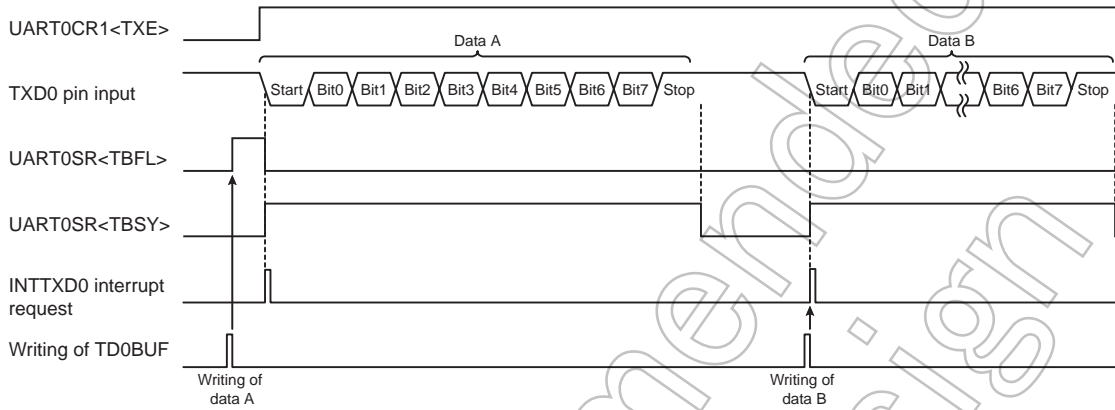 UART0CR1<TXE>
Data A
Data B
TXD0 pin input
Start Bit0 Bit1 Bit2 Bit3 Bit4 Bit5 Bit6 Bit7 Stop
Start Bit0 Bit1 Bit6 Bit7 Stop
UART0SR<TBFL>
UART0SR<TBSY>
INTTXD0 interrupt
request
Writing of TD0BUF
Writing of
data A
Writing of
data B